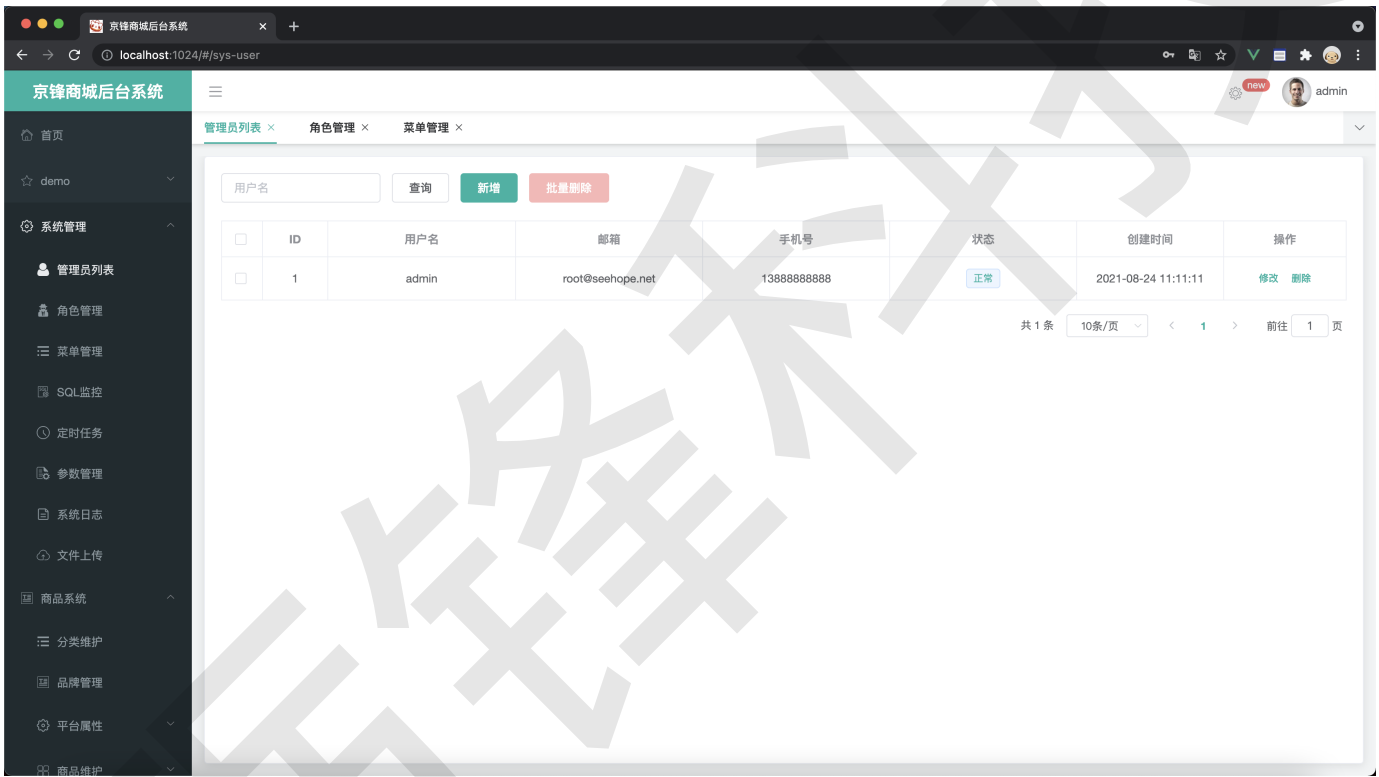 京锋商城后台系统
localhost:1024/#/sys-user
京锋商城后台系统
new
admin
首页
管理员列表 角色管理 菜单管理
demo
用户名 查询 新增 批量删除
系统管理
ID 用户名 邮箱 手机号 状态 创建时间 操作
管理员列表
1 admin root@seehope.net 13888888888 正常 2021-08-24 11:11:11 修改 删除
角色管理
共 1 条 10条/页 1 前往 1 页
菜单管理
SQL监控
定时任务
参数管理
系统日志
文件上传
商品系统
分类维护
品牌管理
平台属性
商品维护
锋科